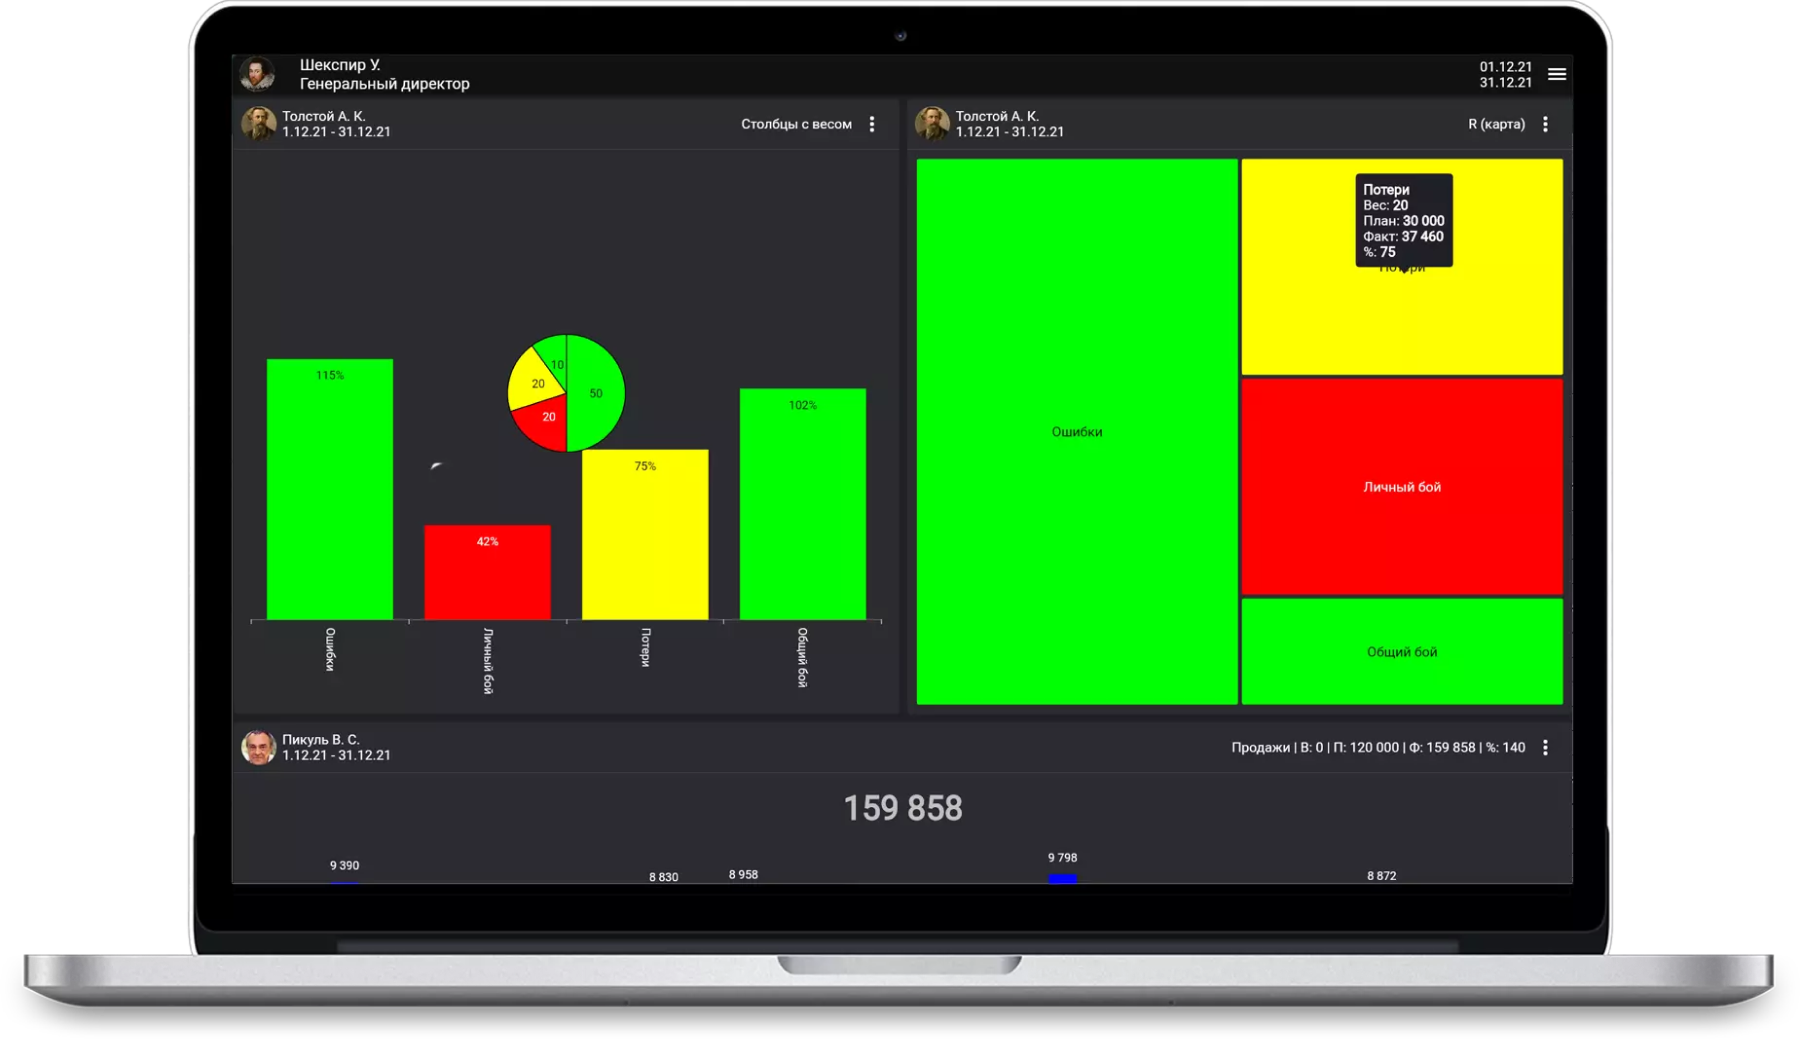 Шекспир У.
Генеральный директор
01.12.21
31.12.21
Толстой А. К.
1.12.21 - 31.12.21
Столбцы с весом
115%
42%
75%
102%
10
20
20
50
Ошибки
Личный бой
Потери
Общий бой
Толстой А. К.
1.12.21 - 31.12.21
R (карта)
Ошибки
Потери
Вес: 20
План: 30 000
Факт: 37 460
%: 75
Потери
Личный бой
Общий бой
Пикуль В. С.
1.12.21 - 31.12.21
Продажи | В: 0 | П: 120 000 | Ф: 159 858 | %: 140
159 858
9 390
8 830
8 958
9 798
8 872